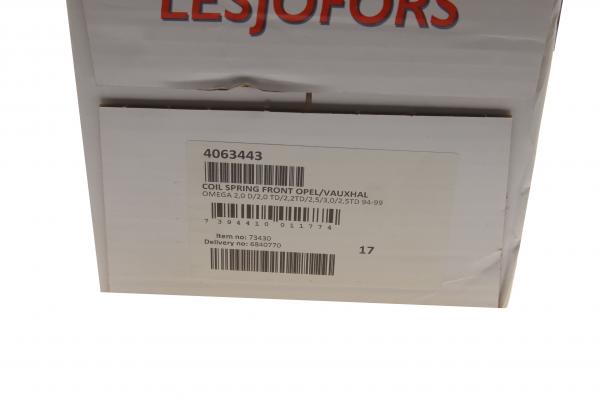 LESJÖFORS
4063443
COIL SPRING FRONT OPEL/VAUXHAL
OMEGA 2,0 D/2,0 TD/2,2TD/2,5/3,0/2,5TD 94-99
7 394410 011774
Item no: 73430
Delivery no: 6840770
17